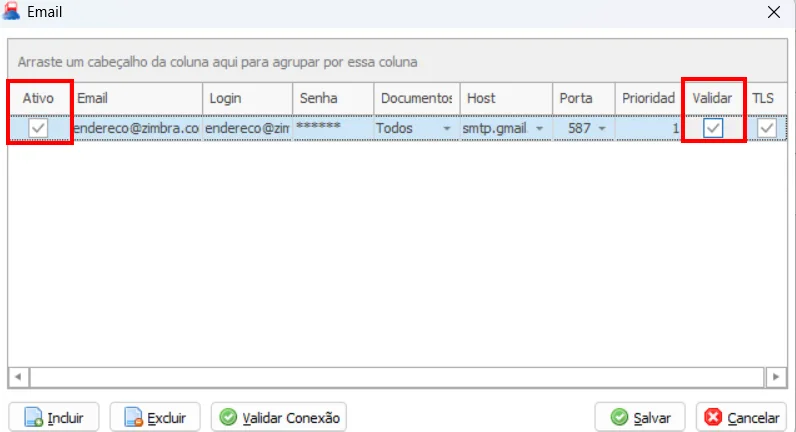 Email
Arraste um cabeçalho da coluna aqui para agrupar por essa coluna
Ativo Email Login Senha Documentos Host Porta Prioridad Validar TLS
endereco@zimbra.co endereco@zim ****** Todos smtp.gmail. 587 1
Incluir Excluir Validar Conexão Salvar Cancelar